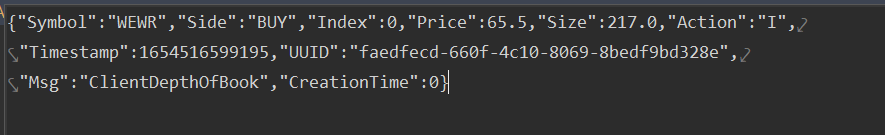 {"Symbol":"WEWR","Side":"BUY","Index":0,"Price":65.5,"Size":217.0,"Action":"I",
"Timestamp":1654516599195,"UUID":"faedfecd-660f-4c10-8069-8bedf9bd328e",
"Msg":"ClientDepthOfBook","CreationTime":0}